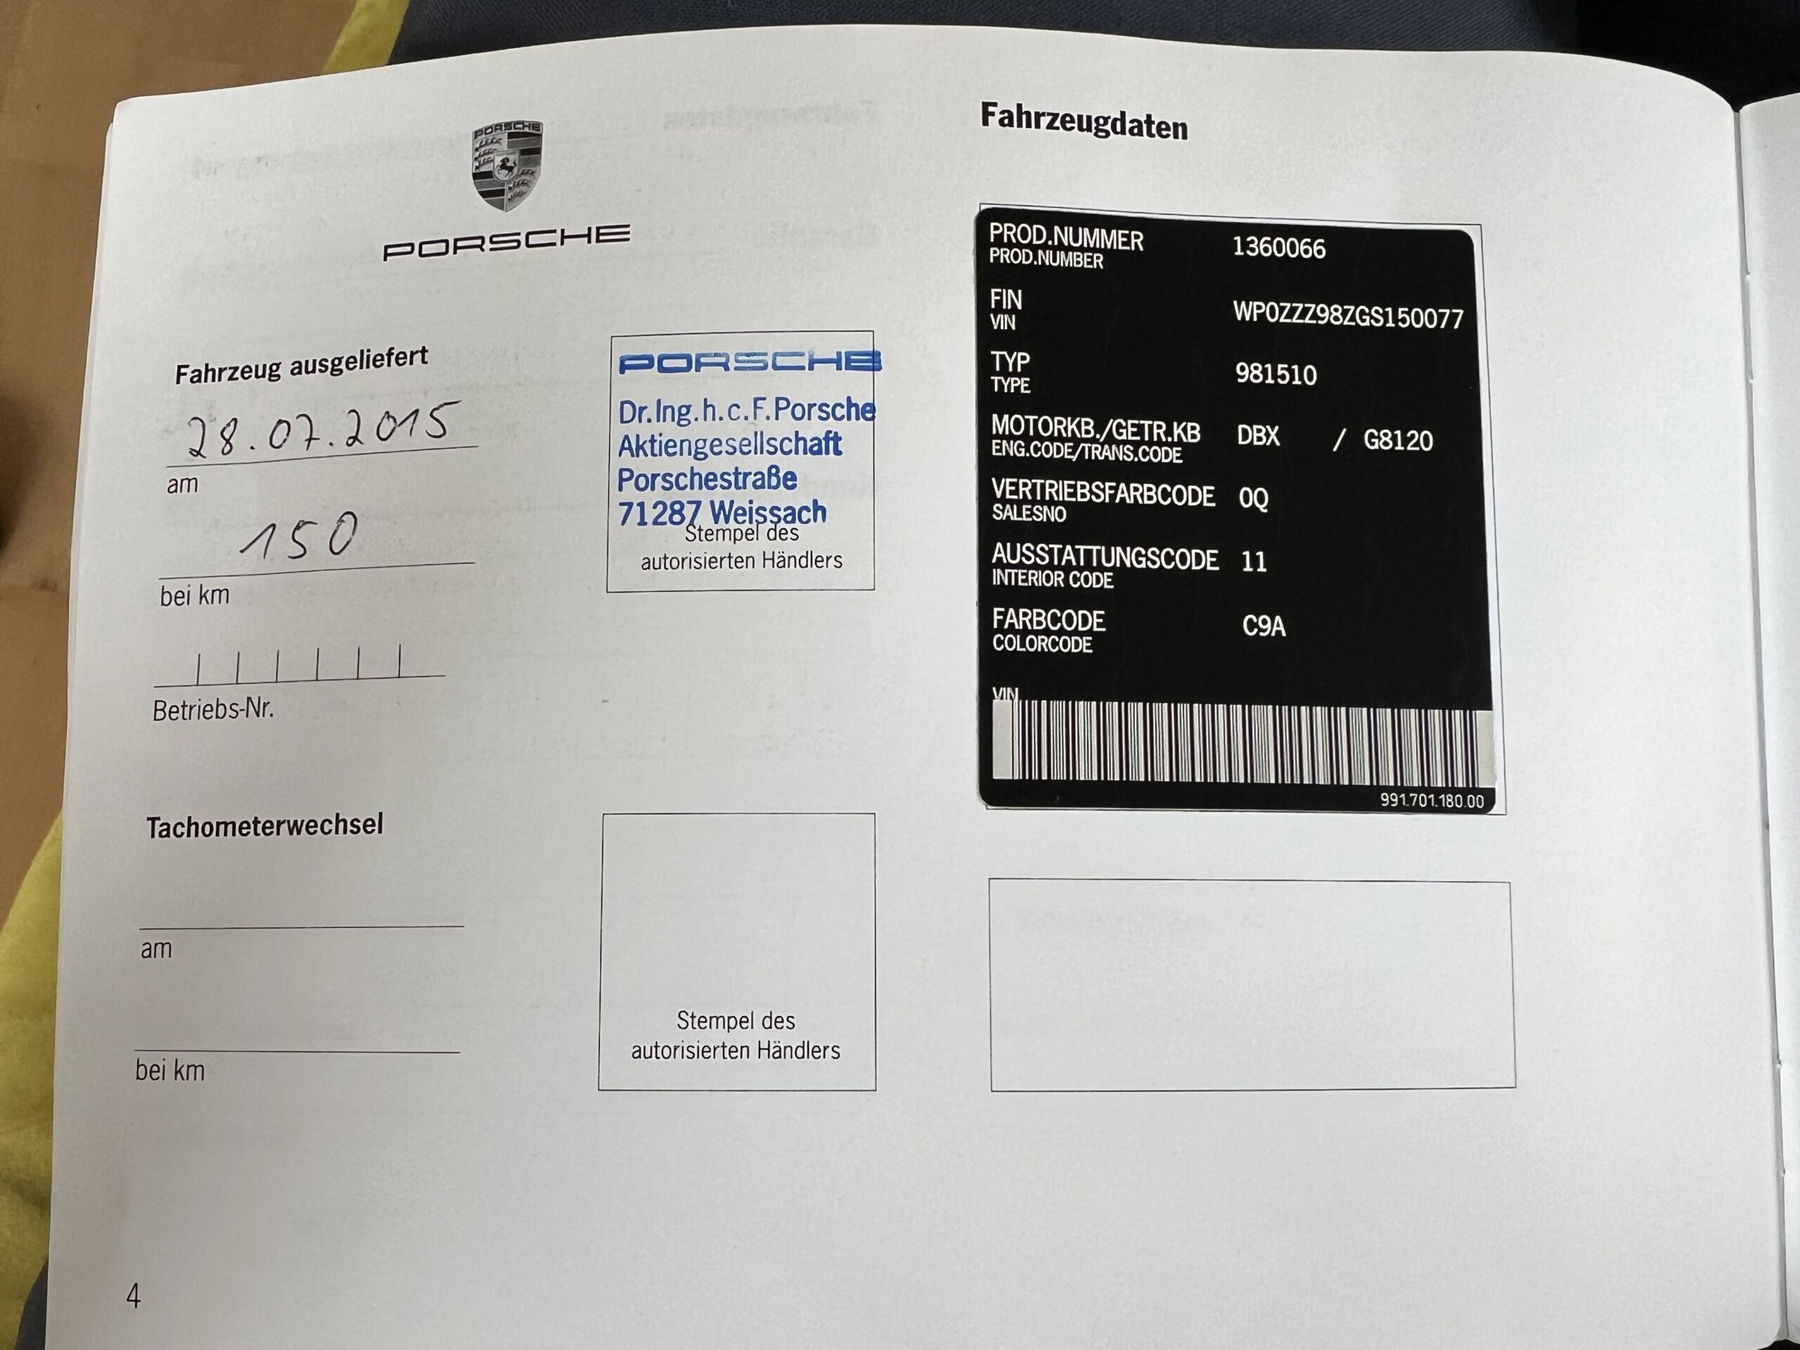 PORSCHE
PORSCHE
Fahrzeug ausgeliefert
28.07.2015
am
150
bei km
Betriebs-Nr.
PORSCHE
Dr.Ing.h.c.F.Porsche
Aktiengesellschaft
Porschestraße
71287 Weissach
Stempel des
autorisierten Händlers
Tachometerwechsel
am
bei km
Stempel des
autorisierten Händlers
4
Fahrzeugdaten
PROD.NUMMER 1360066
PROD.NUMBER
FIN WP0ZZZ98ZGS150077
VIN
TYP 981510
TYPE
MOTORKB./GETR.KB DBX / G8120
ENG.CODE/TRANS.CODE
VERTRIEBSFARBCODE 0Q
SALESNO
AUSSTATTUNGSCODE 11
INTERIOR CODE
FARBCODE C9A
COLORCODE
VIN
991.701.180.00